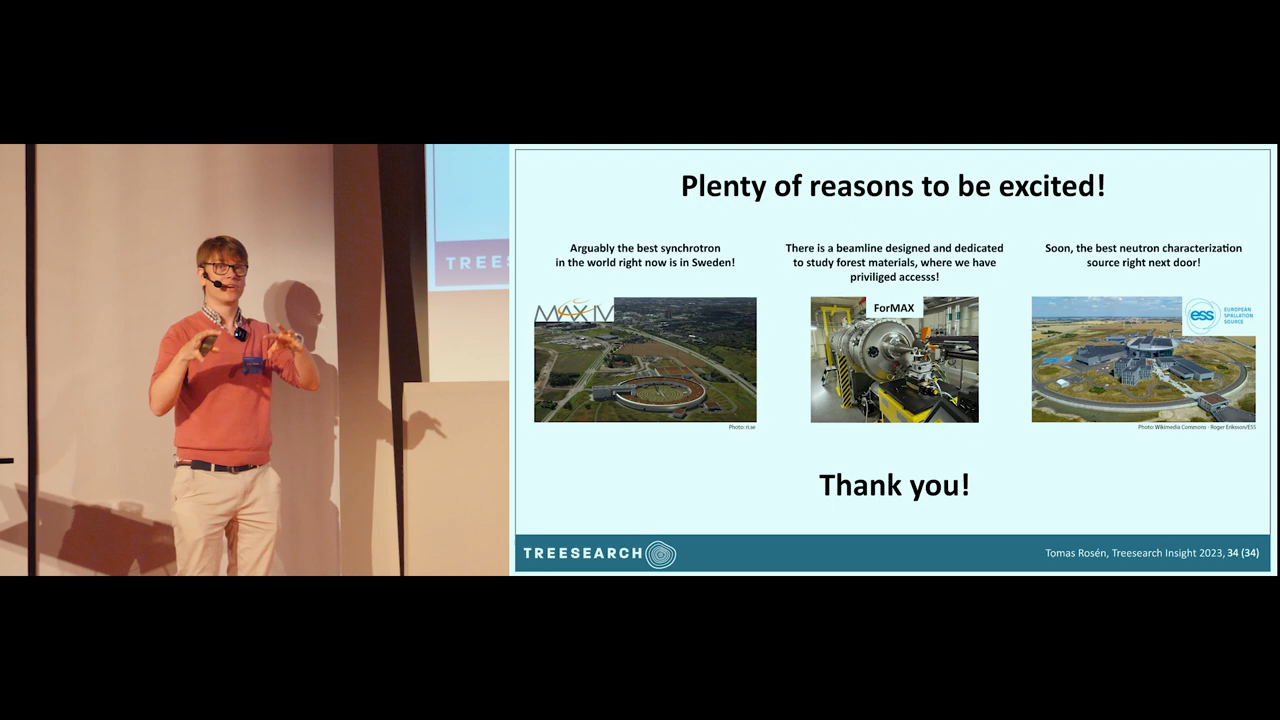 TREES
Plenty of reasons to be excited!
Arguably the best synchrotron
in the world right now is in Sweden!
There is a beamline designed and dedicated
to study forest materials, where we have
priviliged accesss!
Soon, the best neutron characterization
source right next door!
MAX IV
ForMAX
ess
EUROPEAN
SPALLATION
SOURCE
Photo: ri.se
Photo: Wikimedia Commons - Roger Eriksson/ESS
Thank you!
TREESEARCH
Tomas Rosén, Treesearch Insight 2023, 34 (34)